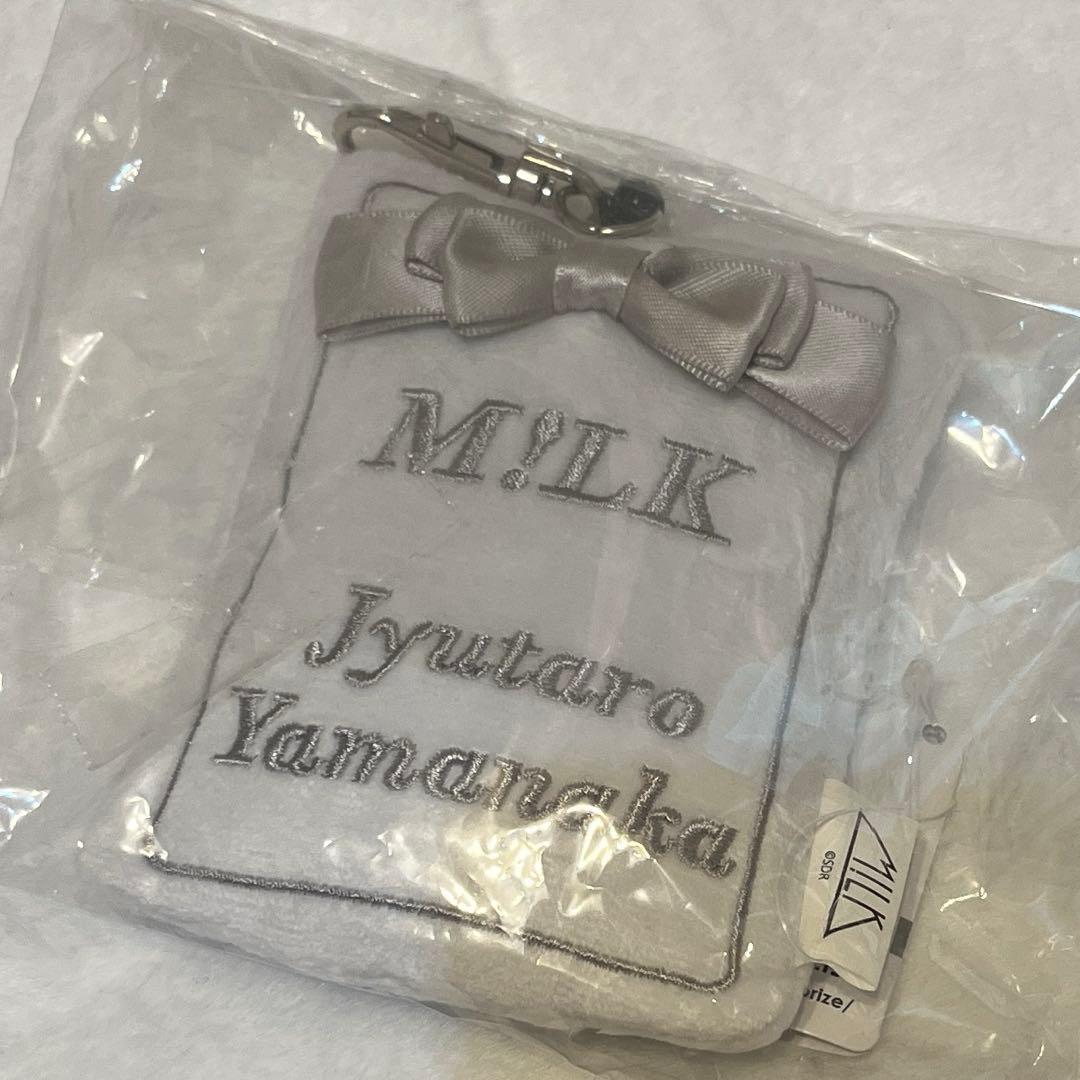 M!LK
Jyutaro
Yamanaka
M!LK
©SDR
prize/